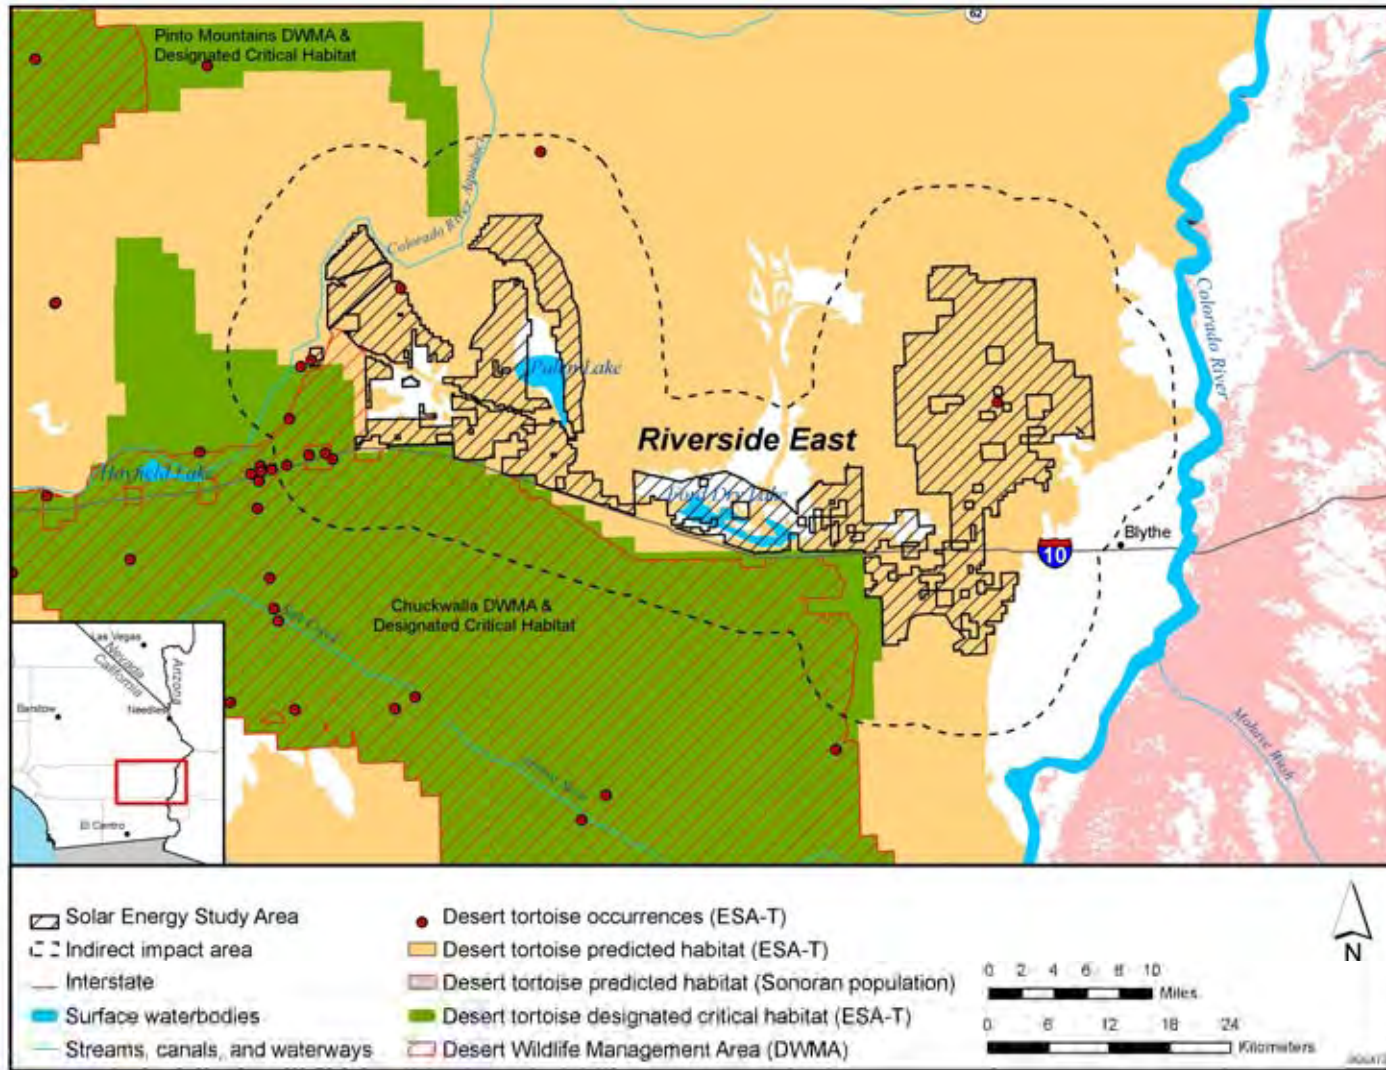 62
Pinto Mountains DWMA &
Designated Critical Habitat
Colorado River Aqueduct
Palen Lake
Colorado River
Riverside East
Hayfield Lake
Ford Dry Lake
Blythe
10
Chuckwalla DWMA &
Designated Critical Habitat
Salt Creek
Mohave Wash
Las Vegas
Nevada
California
Arizona
Barstow
Needles
El Centro
Solar Energy Study Area
Indirect impact area
Interstate
Surface waterbodies
Streams, canals, and waterways
Desert tortoise occurrences (ESA-T)
Desert tortoise predicted habitat (ESA-T)
Desert tortoise predicted habitat (Sonoran population)
Desert tortoise designated critical habitat (ESA-T)
Desert Wildlife Management Area (DWMA)
N
0 2 4 6 8 10
Miles
0 6 12 18 24
Kilometers